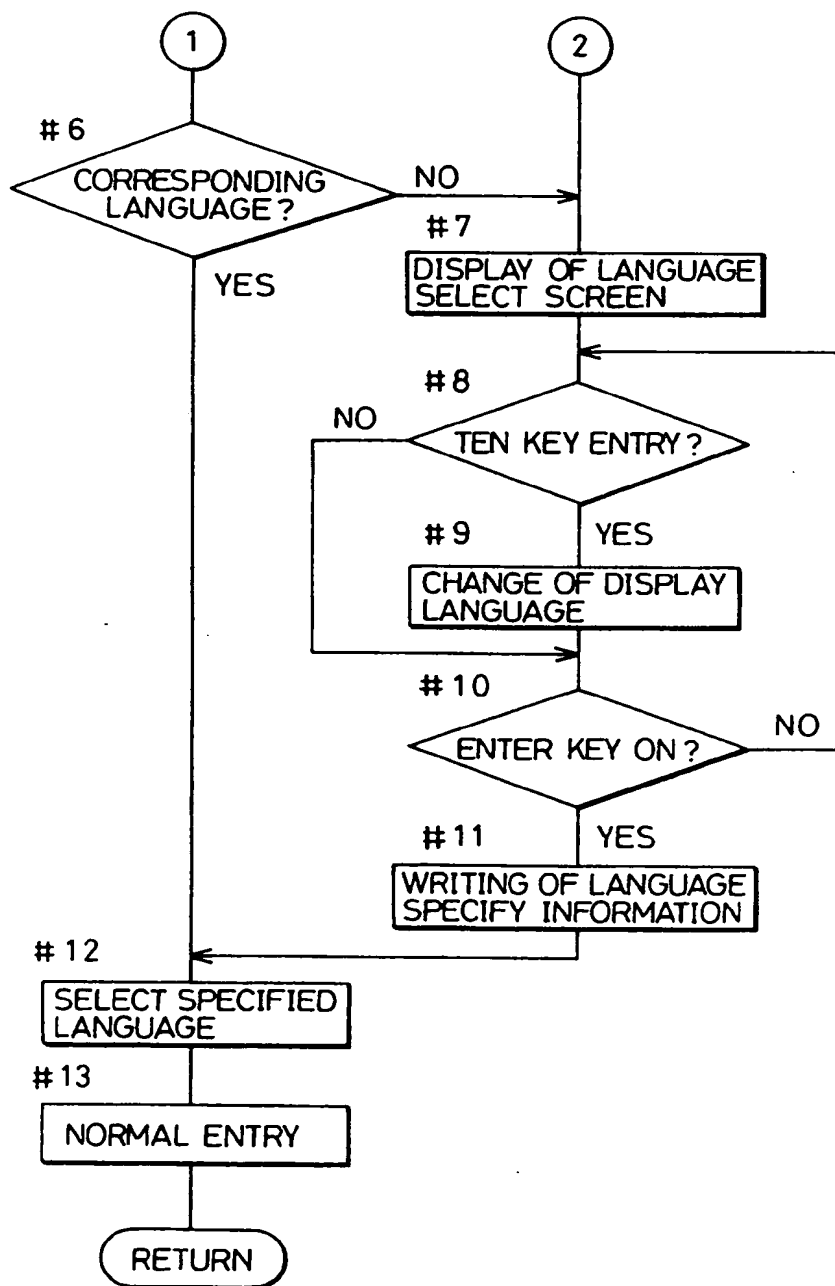 1
2
#6
CORRESPONDING
LANGUAGE?
NO
YES
#7
DISPLAY OF LANGUAGE
SELECT SCREEN
#8
NO
TEN KEY ENTRY?
YES
#9
CHANGE OF DISPLAY
LANGUAGE
#10
ENTER KEY ON?
NO
YES
#11
WRITING OF LANGUAGE
SPECIFY INFORMATION
#12
SELECT SPECIFIED
LANGUAGE
#13
NORMAL ENTRY
RETURN